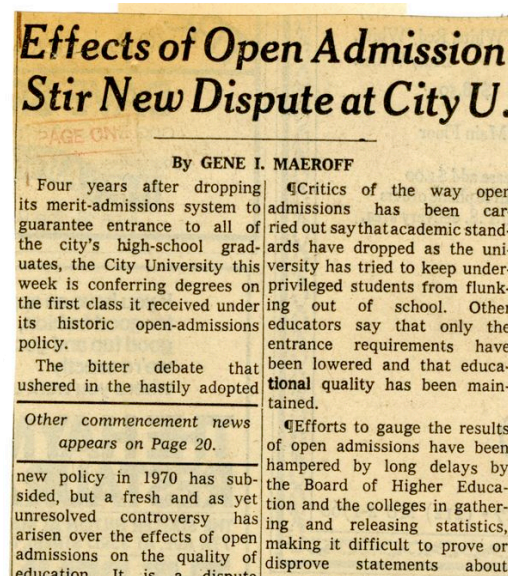 Effects of Open Admission
Stir New Dispute at City U.
PAGE ONE
By GENE I. MAEROFF
Four years after dropping
its merit-admissions system to
guarantee entrance to all of
the city's high-school grad-
uates, the City University this
week is conferring degrees on
the first class it received under
its historic open-admissions
policy.
The bitter debate that
ushered in the hastily adopted
Other commencement news
appears on Page 20.
new policy in 1970 has sub-
sided, but a fresh and as yet
unresolved controversy has
arisen over the effects of open
admissions on the quality of
education. It is a dispute
¶Critics of the way open
admissions has been car-
ried out say that academic stand-
ards have dropped as the uni-
versity has tried to keep under-
privileged students from flunk-
ing out of school. Other
educators say that only the
entrance requirements have
been lowered and that educa-
tional quality has been main-
tained.
¶Efforts to gauge the results
of open admissions have been
hampered by long delays by
the Board of Higher Educa-
tion and the colleges in gather-
ing and releasing statistics,
making it difficult to prove or
disprove statements about